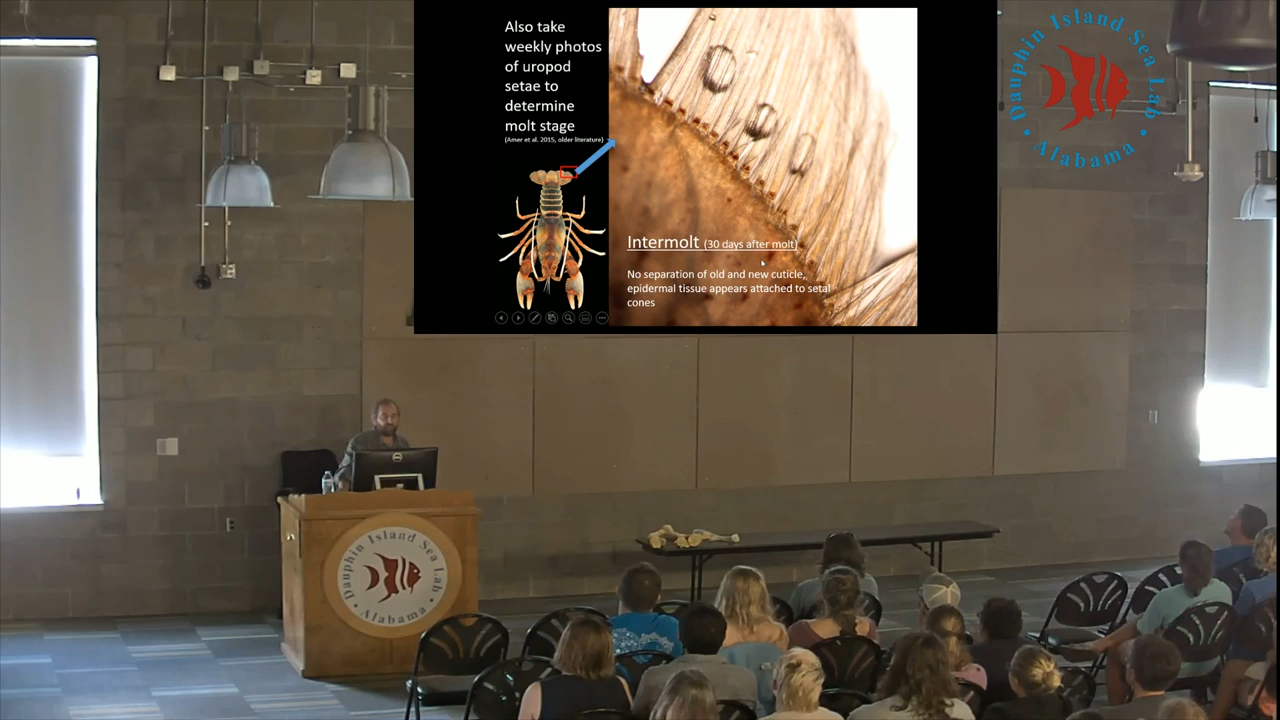 Also take
weekly photos
of uropod
setae to
determine
molt stage
(Amer et al. 2015, older literature)
Intermolt (30 days after molt)
No separation of old and new cuticle,
epidermal tissue appears attached to setal
cones
Dauphin Island Sea Lab
Alabama
DELL
Dauphin Island Sea Lab
Alabama